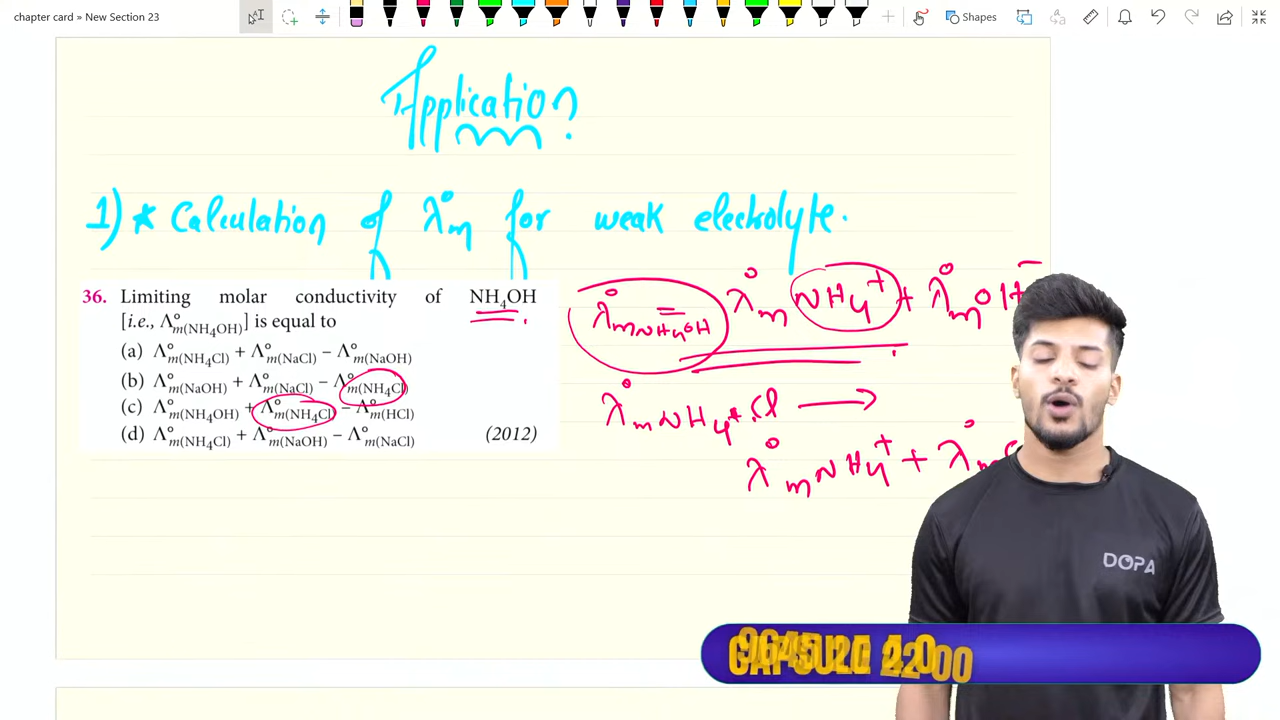 chapter card » New Section 23
Shapes
Application?
1) * Calculation of λ°m for weak electrolyte.
36. Limiting molar conductivity of NH₄OH
[i.e., Λ°m(NH₄OH)] is equal to
(a) Λ°m(NH₄Cl) + Λ°m(NaCl) – Λ°m(NaOH)
(b) Λ°m(NaOH) + Λ°m(NaCl) – Λ°m(NH₄Cl)
(c) Λ°m(NH₄OH) + Λ°m(NH₄Cl) – Λ°m(HCl)
(d) Λ°m(NH₄Cl) + Λ°m(NaOH) – Λ°m(NaCl) (2012)
λ°m NH₄OH = λ°m NH₄⁺ + λ°m OH⁻
λ°m NH₄⁺Cl ⟶
λ°m NH₄⁺ + λ°m
DOPA